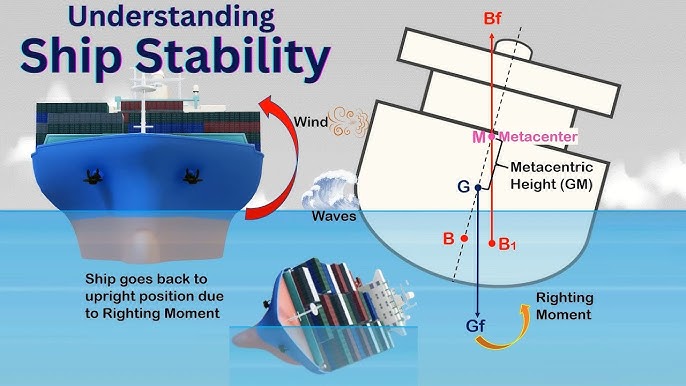 Understanding
Ship Stability
Bf
Wind
M Metacenter
Metacentric
Height (GM)
G
Waves
B
B₁
Ship goes back to
upright position due
to Righting Moment
Righting
Moment
Gf